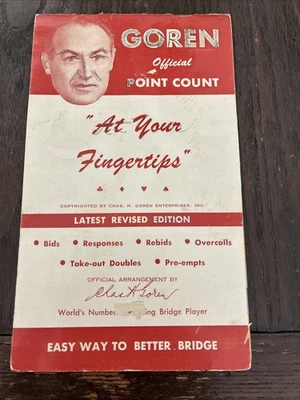 GOREN
Official
POINT COUNT
"At Your
Fingertips"
COPYRIGHTED BY CHAS. H. GOREN ENTERPRISES, INC.
LATEST REVISED EDITION
• Bids • Responses • Rebids • Overcalls
• Take-out Doubles • Pre-empts
OFFICIAL ARRANGEMENT BY
Chas H Goren
World's Number ing Bridge Player
EASY WAY TO BETTER BRIDGE